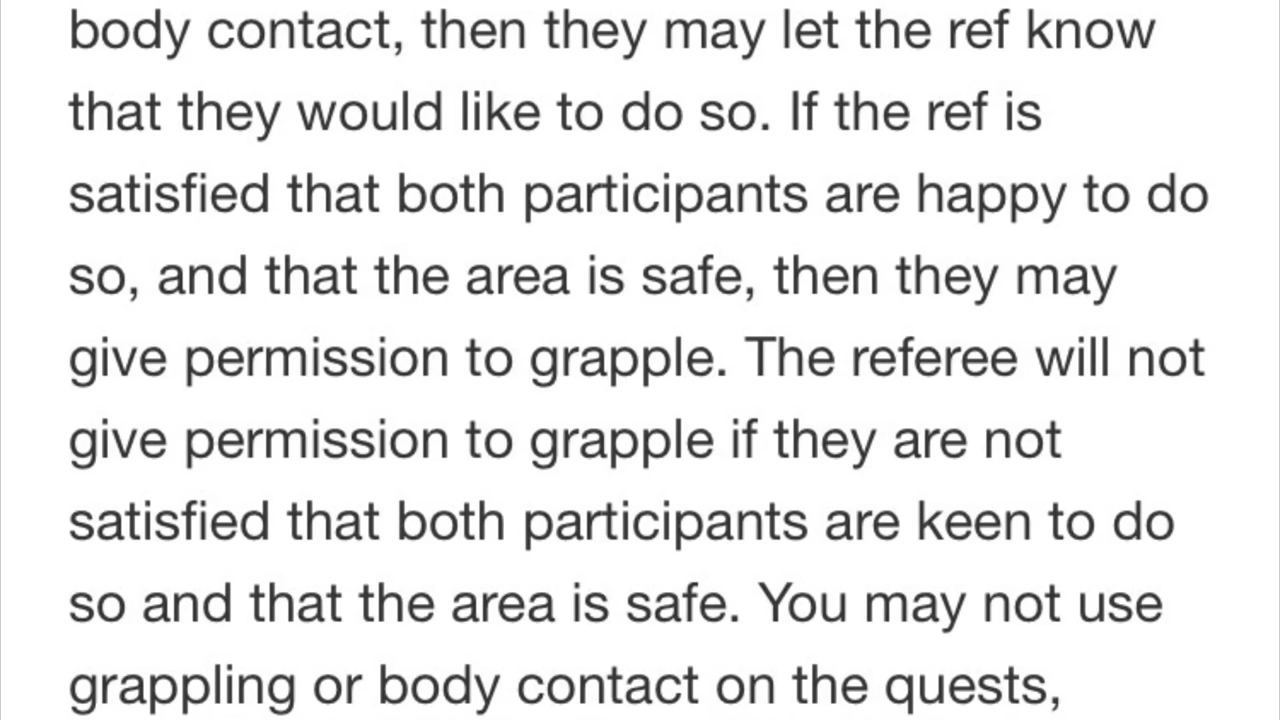 body contact, then they may let the ref know
that they would like to do so. If the ref is
satisfied that both participants are happy to do
so, and that the area is safe, then they may
give permission to grapple. The referee will not
give permission to grapple if they are not
satisfied that both participants are keen to do
so and that the area is safe. You may not use
grappling or body contact on the quests,